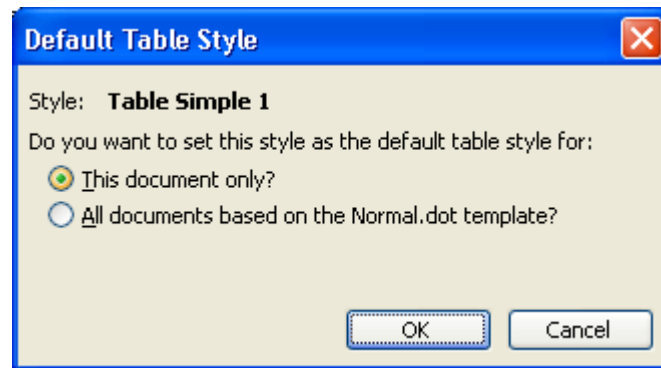 Default Table Style
Style: Table Simple 1
Do you want to set this style as the default table style for:
This document only?
All documents based on the Normal.dot template?
OK Cancel